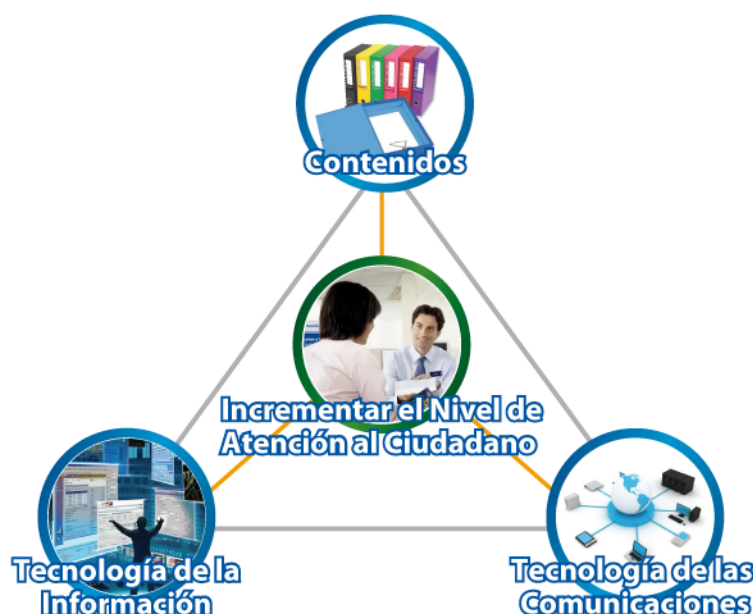 Contenidos
Incrementar el Nivel de
Atención al Ciudadano
Tecnología de la
Información
Tecnología de las
Comunicaciones